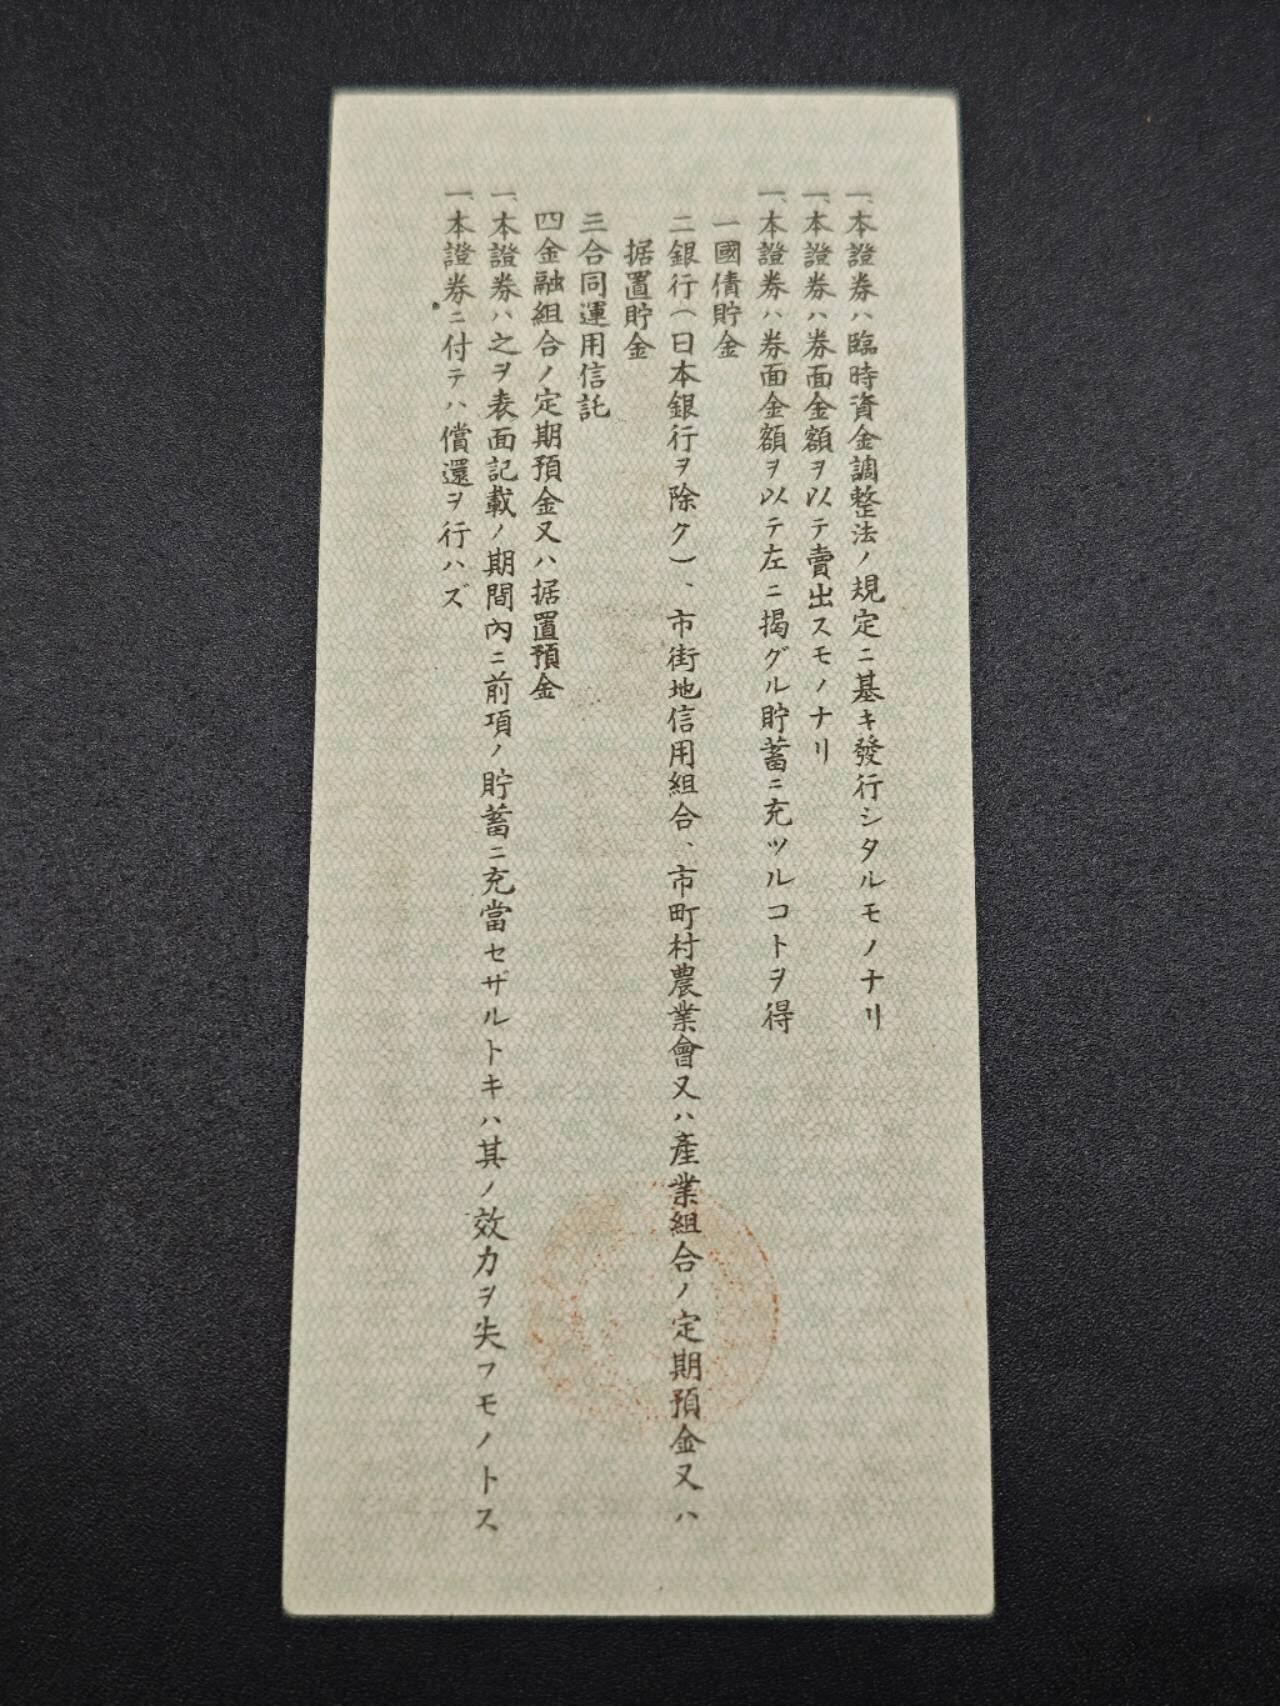 一、本證券ハ臨時資金調整法ノ規定ニ基キ發行シタルモノナリ
一、本證券ハ券面金額ヲ以テ賣出スモノナリ
一、本證券ハ券面金額ヲ以テ左ニ揭グル貯蓄ニ充ツルコトヲ得
一國債貯金
二銀行(日本銀行ヲ除ク)、市街地信用組合、市町村農業會又ハ產業組合ノ定期預金又ハ
据置貯金
三合同運用信託
四金融組合ノ定期預金又ハ据置預金
一、本證券ハ之ヲ表面記載ノ期間內ニ前項ノ貯蓄ニ充當セザルトキハ其ノ效力ヲ失フモノトス
一、本證券ニ付テハ償還ヲ行ハズ